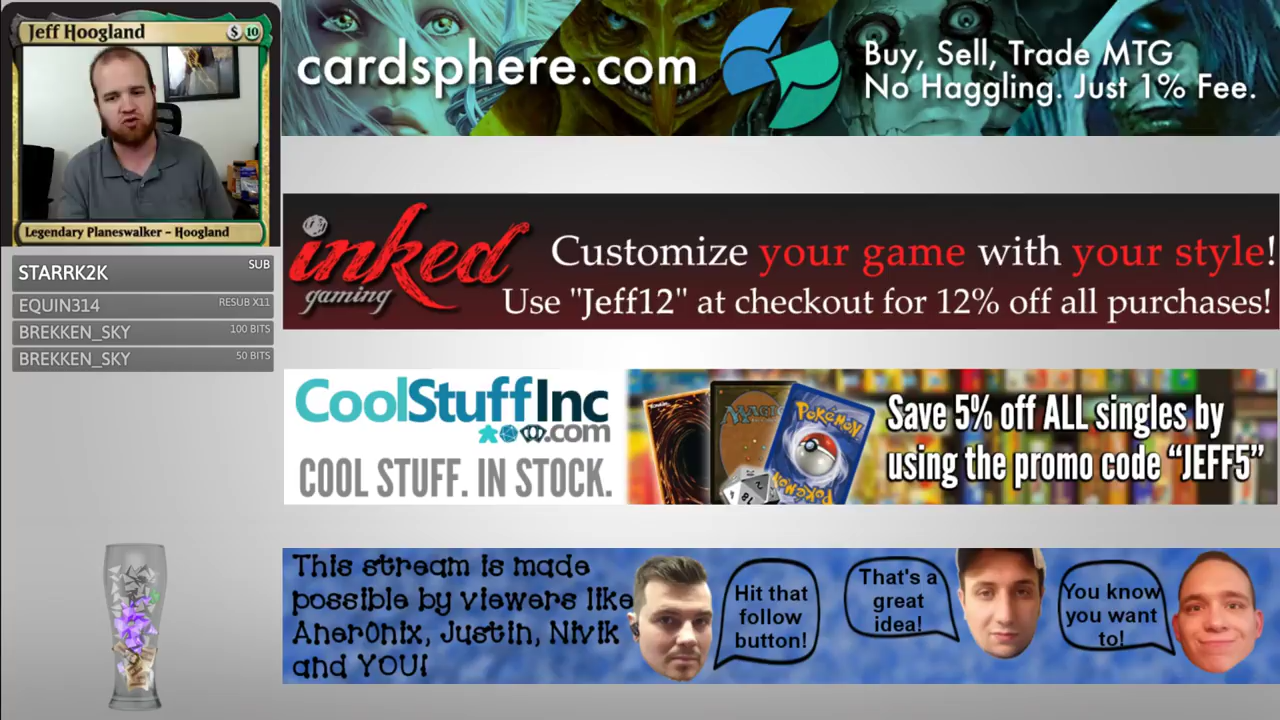 Jeff Hoogland
$ 10
Legendary Planeswalker – Hoogland
STARRK2K SUB
EQUIN314 RESUB X11
BREKKEN_SKY 100 BITS
BREKKEN_SKY 50 BITS
cardsphere.com
Buy, Sell, Trade MTG
No Haggling. Just 1% Fee.
inked
gaming
Customize your game with your style!
Use "Jeff12" at checkout for 12% off all purchases!
CoolStuffInc
.com
COOL STUFF. IN STOCK.
MAGIC
POKÉMON
POKÉMON
Save 5% off ALL singles by
using the promo code “JEFF5”
This stream is made
possible by viewers like
Aner0nix, Justin, Nivik
and YOU!
Hit that
follow
button!
That's a
great
idea!
You know
you want
to!